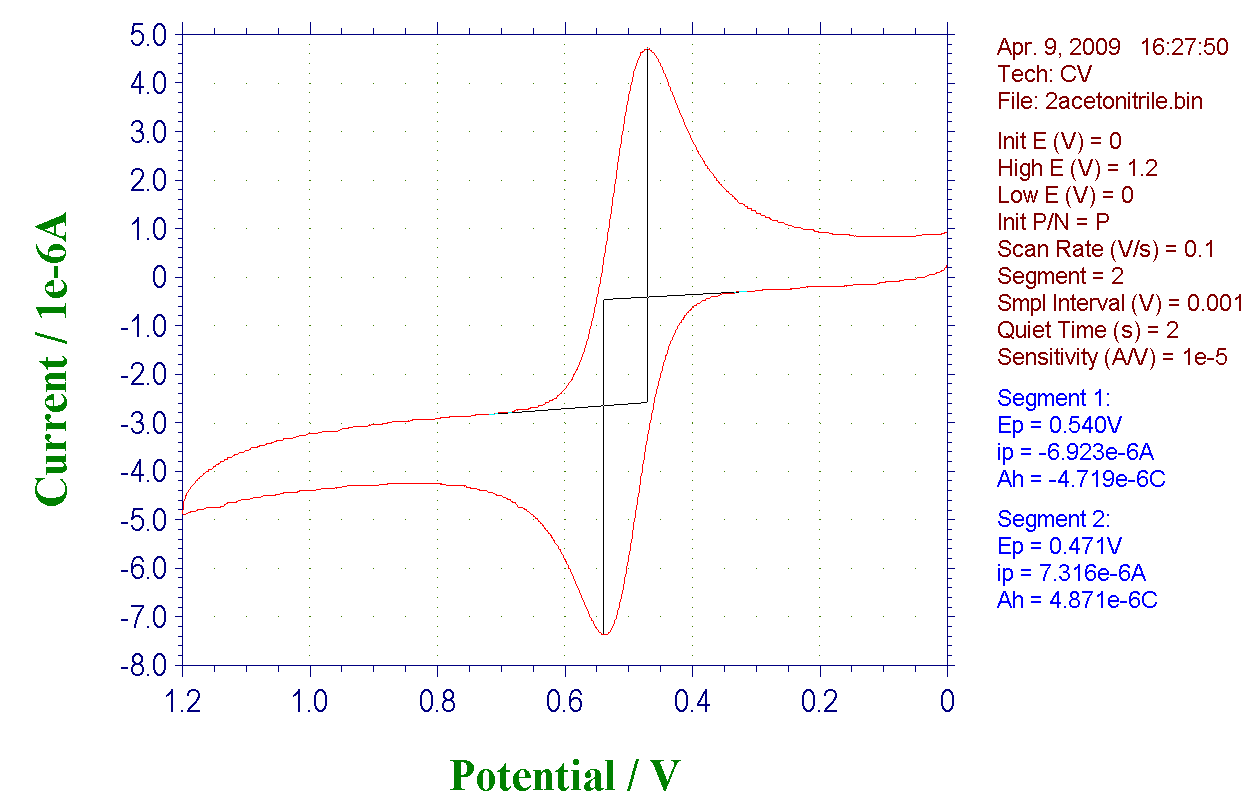 5.0
4.0
3.0
2.0
1.0
0
-1.0
-2.0
-3.0
-4.0
-5.0
-6.0
-7.0
-8.0
Current / 1e-6A
1.2 1.0 0.8 0.6 0.4 0.2 0
Potential / V
Apr. 9, 2009 16:27:50
Tech: CV
File: 2acetonitrile.bin
Init E (V) = 0
High E (V) = 1.2
Low E (V) = 0
Init P/N = P
Scan Rate (V/s) = 0.1
Segment = 2
Smpl Interval (V) = 0.001
Quiet Time (s) = 2
Sensitivity (A/V) = 1e-5
Segment 1:
Ep = 0.540V
ip = -6.923e-6A
Ah = -4.719e-6C
Segment 2:
Ep = 0.471V
ip = 7.316e-6A
Ah = 4.871e-6C